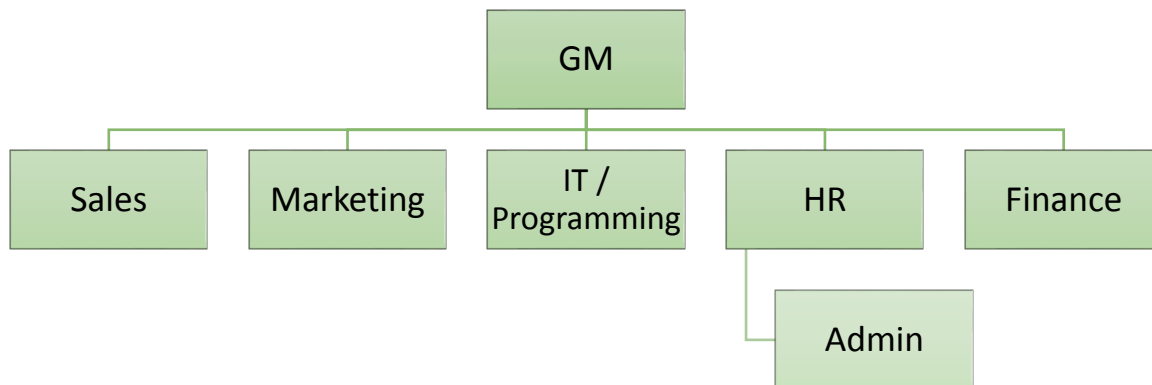 GM
Sales
Marketing
IT /
Programming
HR
Finance
Admin